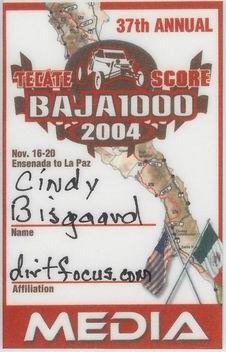 37th ANNUAL
TECATE SCORE
BAJA1000
2004
Nov. 16-20
Ensenada to La Paz
Cindy
Bisgaard
Name
dirtfocus.com
Affiliation
MEDIA